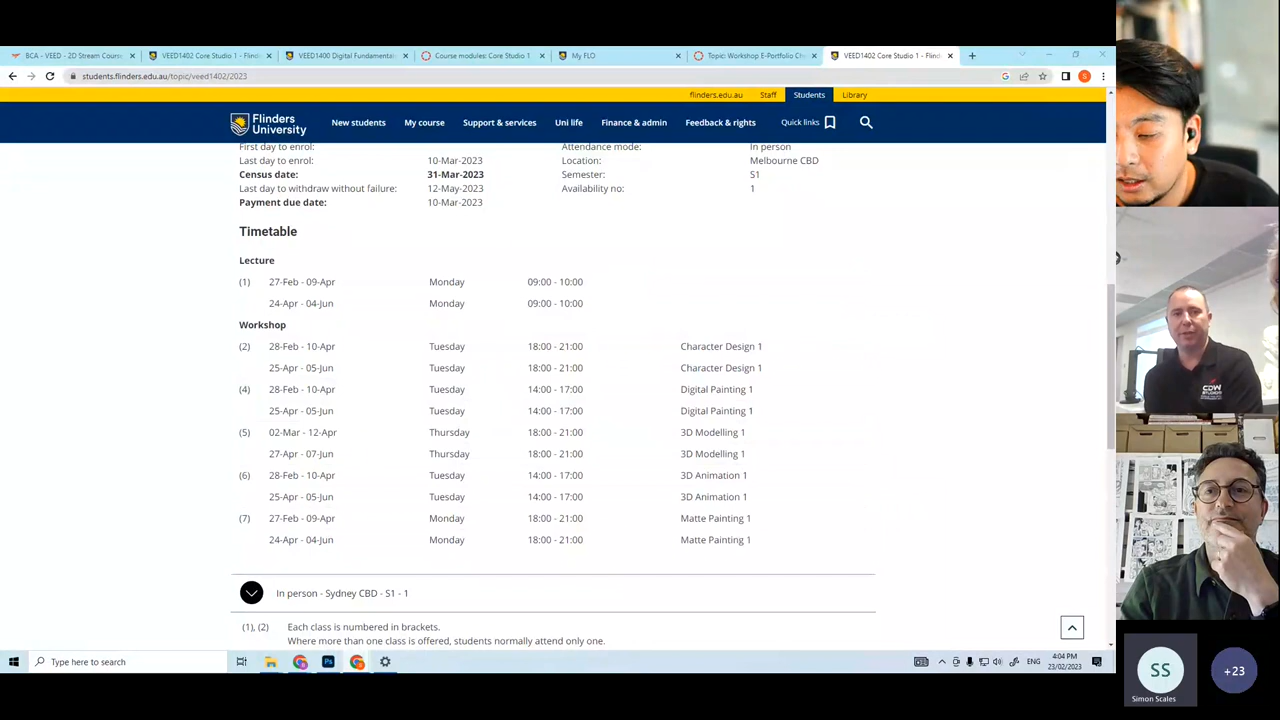 BCA - VEED - 2D Stream Cours
VEED1402 Core Studio 1 - Flind
VEED1400 Digital Fundamental
Course modules: Core Studio 1
My FLO
Topic: Workshop E-Portfolio Ch
VEED1402 Core Studio 1 - Flind
students.flinders.edu.au/topic/veed1402/2023
S
flinders.edu.au Staff Students Library
Flinders University
New students My course Support & services Uni life Finance & admin Feedback & rights Quick links
First day to enrol: Attendance mode: In person
Last day to enrol: 10-Mar-2023 Location: Melbourne CBD
Census date: 31-Mar-2023 Semester: S1
Last day to withdraw without failure: 12-May-2023 Availability no: 1
Payment due date: 10-Mar-2023
Timetable
Lecture
(1) 27-Feb - 09-Apr Monday 09:00 - 10:00
24-Apr - 04-Jun Monday 09:00 - 10:00
Workshop
(2) 28-Feb - 10-Apr Tuesday 18:00 - 21:00 Character Design 1
25-Apr - 05-Jun Tuesday 18:00 - 21:00 Character Design 1
(4) 28-Feb - 10-Apr Tuesday 14:00 - 17:00 Digital Painting 1
25-Apr - 05-Jun Tuesday 14:00 - 17:00 Digital Painting 1
(5) 02-Mar - 12-Apr Thursday 18:00 - 21:00 3D Modelling 1
27-Apr - 07-Jun Thursday 18:00 - 21:00 3D Modelling 1
(6) 28-Feb - 10-Apr Tuesday 14:00 - 17:00 3D Animation 1
25-Apr - 05-Jun Tuesday 14:00 - 17:00 3D Animation 1
(7) 27-Feb - 09-Apr Monday 18:00 - 21:00 Matte Painting 1
24-Apr - 04-Jun Monday 18:00 - 21:00 Matte Painting 1
In person - Sydney CBD - S1 - 1
(1), (2) Each class is numbered in brackets.
Where more than one class is offered, students normally attend only one.
Type here to search
Ps
ENG
4:04 PM
23/02/2023
CDW
STUDIOS
SS
Simon Scales
+23